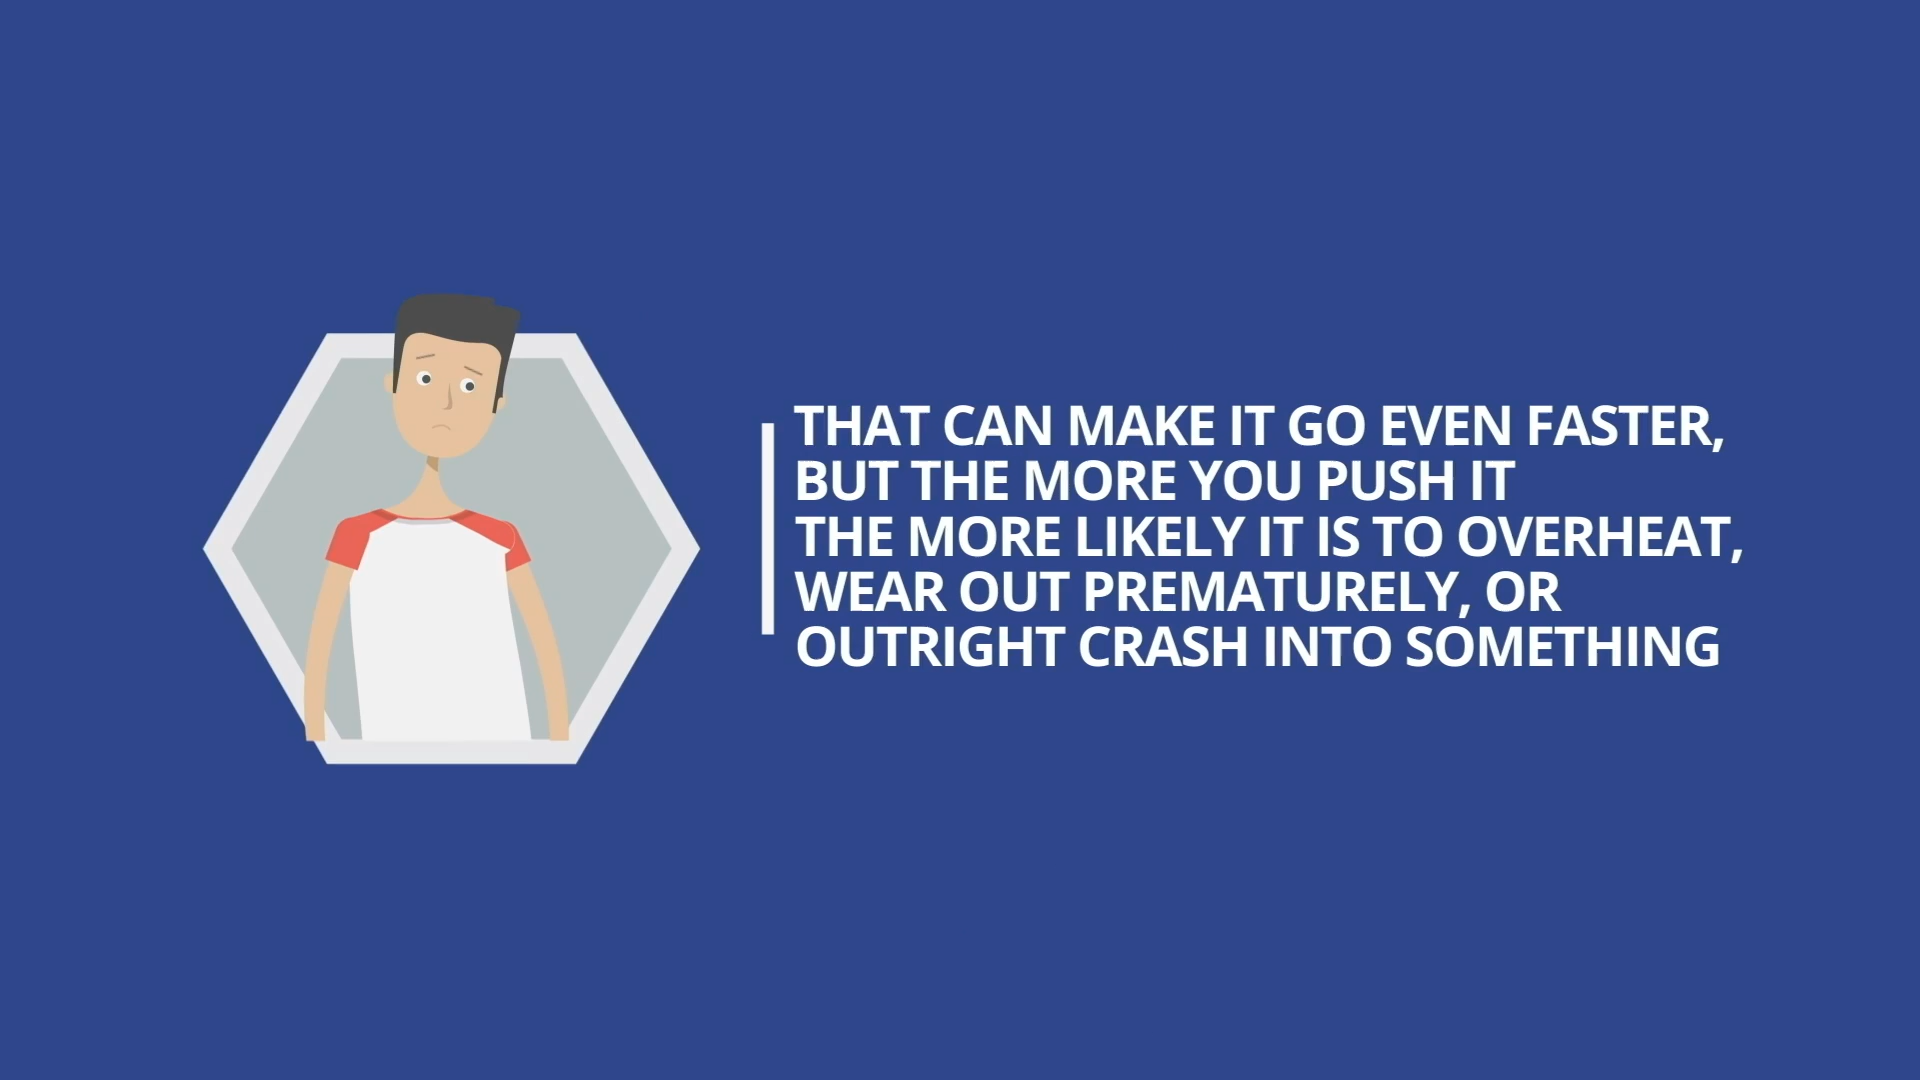 THAT CAN MAKE IT GO EVEN FASTER,
BUT THE MORE YOU PUSH IT
THE MORE LIKELY IT IS TO OVERHEAT,
WEAR OUT PREMATURELY, OR
OUTRIGHT CRASH INTO SOMETHING